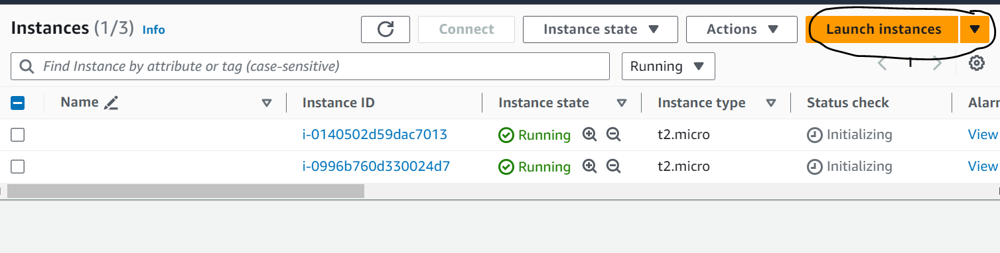 Instances (1/3) Info Connect Instance state Actions Launch instances
Find Instance by attribute or tag (case-sensitive) Running 1
Name Instance ID Instance state Instance type Status check Alarr
i-0140502d59dac7013 Running t2.micro Initializing View
i-0996b760d330024d7 Running t2.micro Initializing View